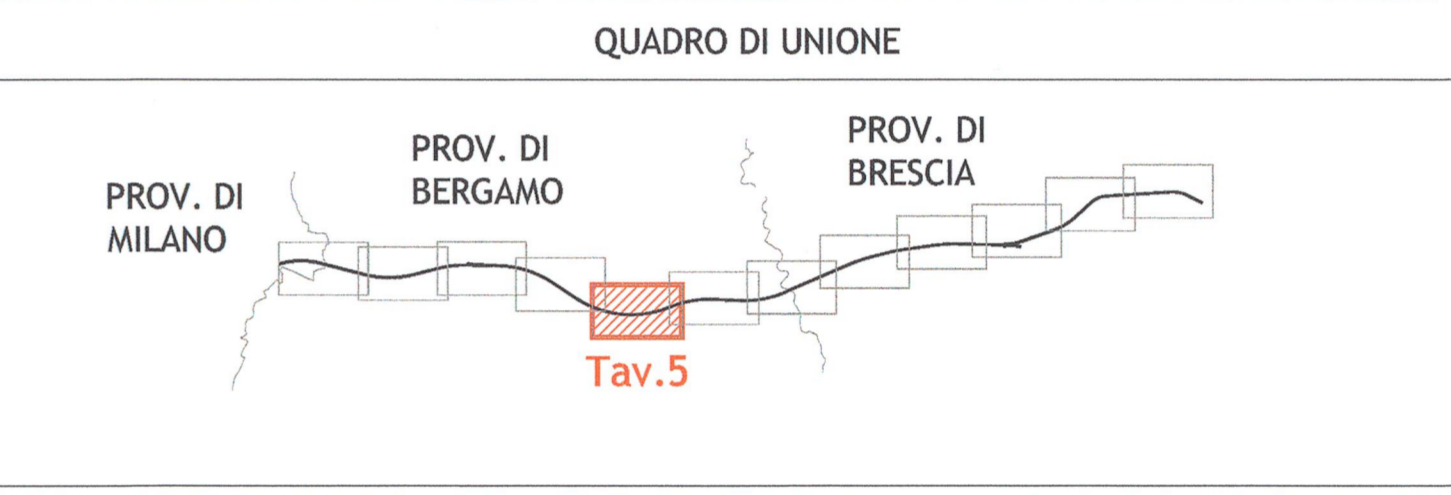 QUADRO DI UNIONE
PROV. DI
MILANO
PROV. DI
BERGAMO
PROV. DI
BRESCIA
Tav.5